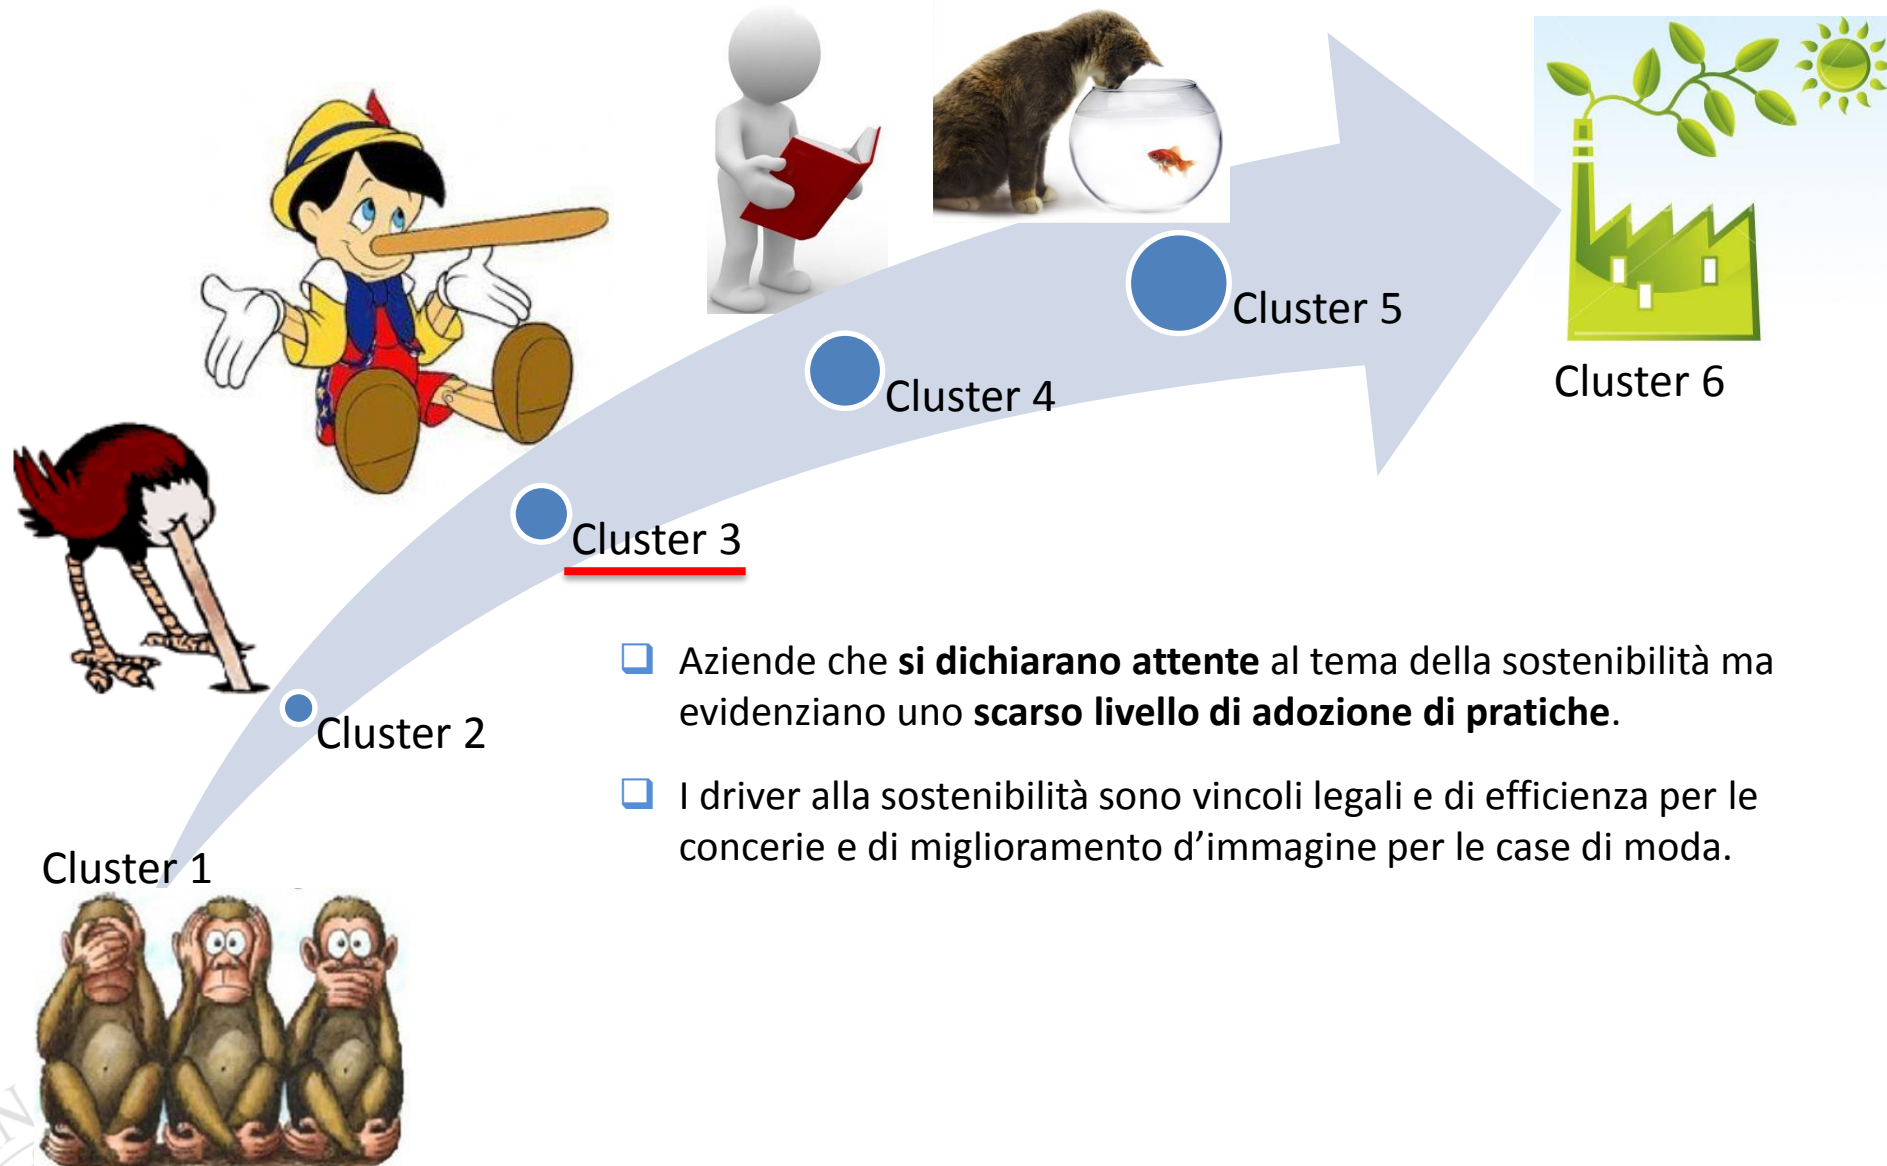 Cluster 5
Cluster 6
Cluster 4
Cluster 3
Aziende che si dichiarano attente al tema della sostenibilità ma
evidenziano uno scarso livello di adozione di pratiche.
Cluster 2
I driver alla sostenibilità sono vincoli legali e di efficienza per le
concerie e di miglioramento d’immagine per le case di moda.
Cluster 1